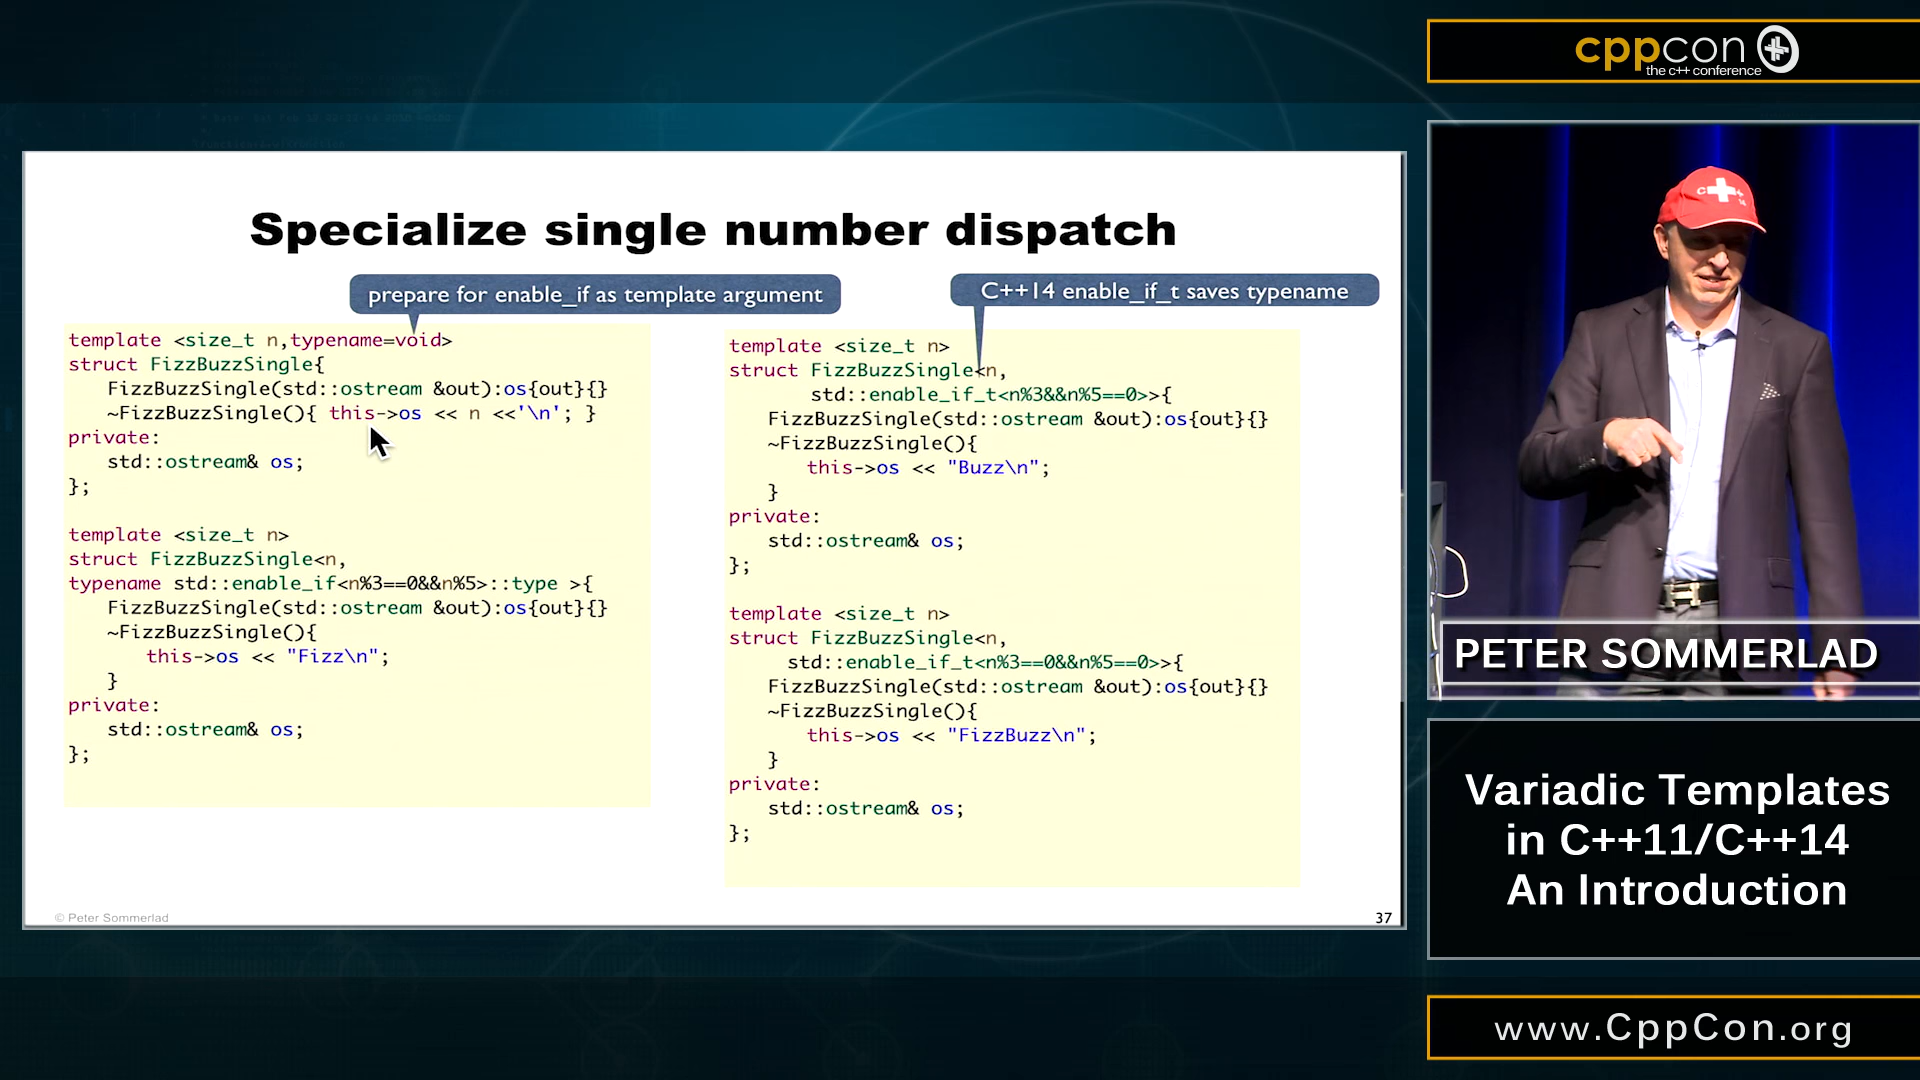 cppcon
the c++ conference
Specialize single number dispatch
prepare for enable_if as template argument
C++14 enable_if_t saves typename
template <size_t n,typename=void>
struct FizzBuzzSingle{
FizzBuzzSingle(std::ostream &out):os{out}{}
~FizzBuzzSingle(){ this->os << n <<'\n'; }
private:
std::ostream& os;
};
template <size_t n>
struct FizzBuzzSingle<n,
typename std::enable_if<n%3==0&&n%5>::type >{
FizzBuzzSingle(std::ostream &out):os{out}{}
~FizzBuzzSingle(){
this->os << "Fizz\n";
}
private:
std::ostream& os;
};
template <size_t n>
struct FizzBuzzSingle<n,
std::enable_if_t<n%3&&n%5==0>>{
FizzBuzzSingle(std::ostream &out):os{out}{}
~FizzBuzzSingle(){
this->os << "Buzz\n";
}
private:
std::ostream& os;
};
template <size_t n>
struct FizzBuzzSingle<n,
std::enable_if_t<n%3==0&&n%5==0>>{
FizzBuzzSingle(std::ostream &out):os{out}{}
~FizzBuzzSingle(){
this->os << "FizzBuzz\n";
}
private:
std::ostream& os;
};
© Peter Sommerlad
37
PETER SOMMERLAD
Variadic Templates
in C++11/C++14
An Introduction
www.CppCon.org